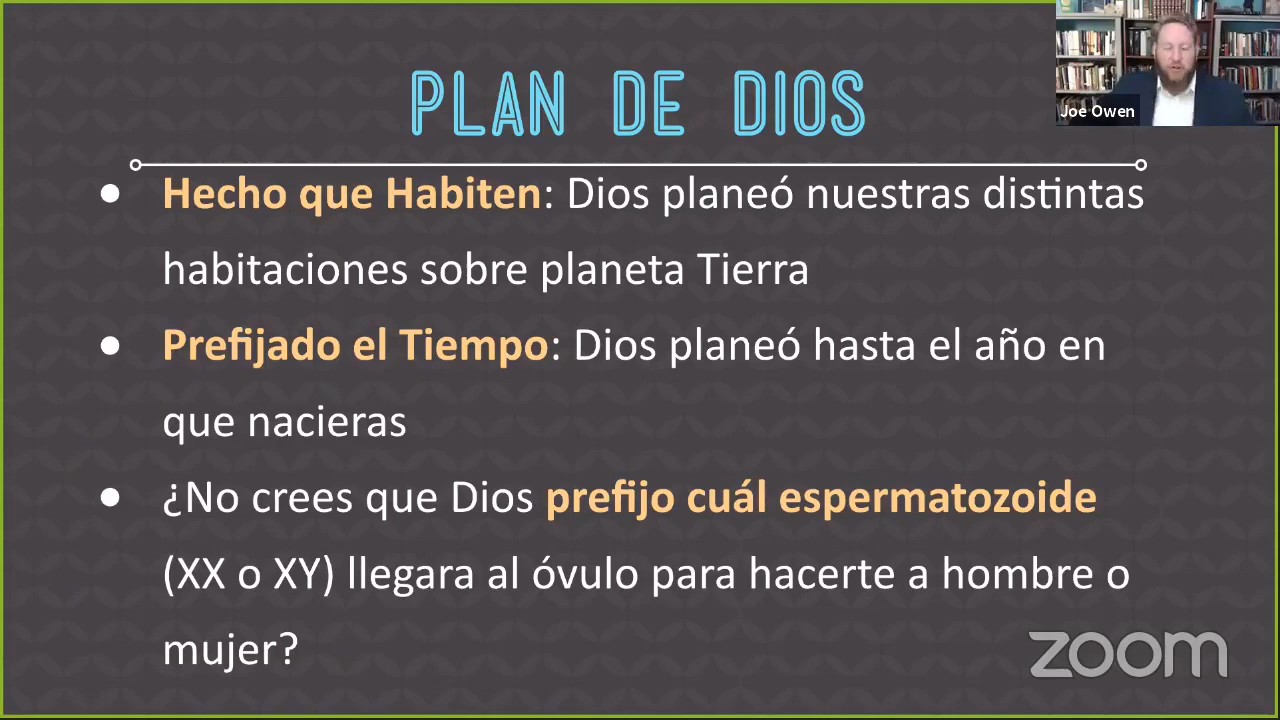 PLAN DE DIOS
Joe Owen
Hecho que Habiten: Dios planeó nuestras distintas
habitaciones sobre planeta Tierra
Prefijado el Tiempo: Dios planeó hasta el año en
que nacieras
¿No crees que Dios prefijo cuál espermatozoide
(XX o XY) llegara al óvulo para hacerte a hombre o
mujer?
zoom